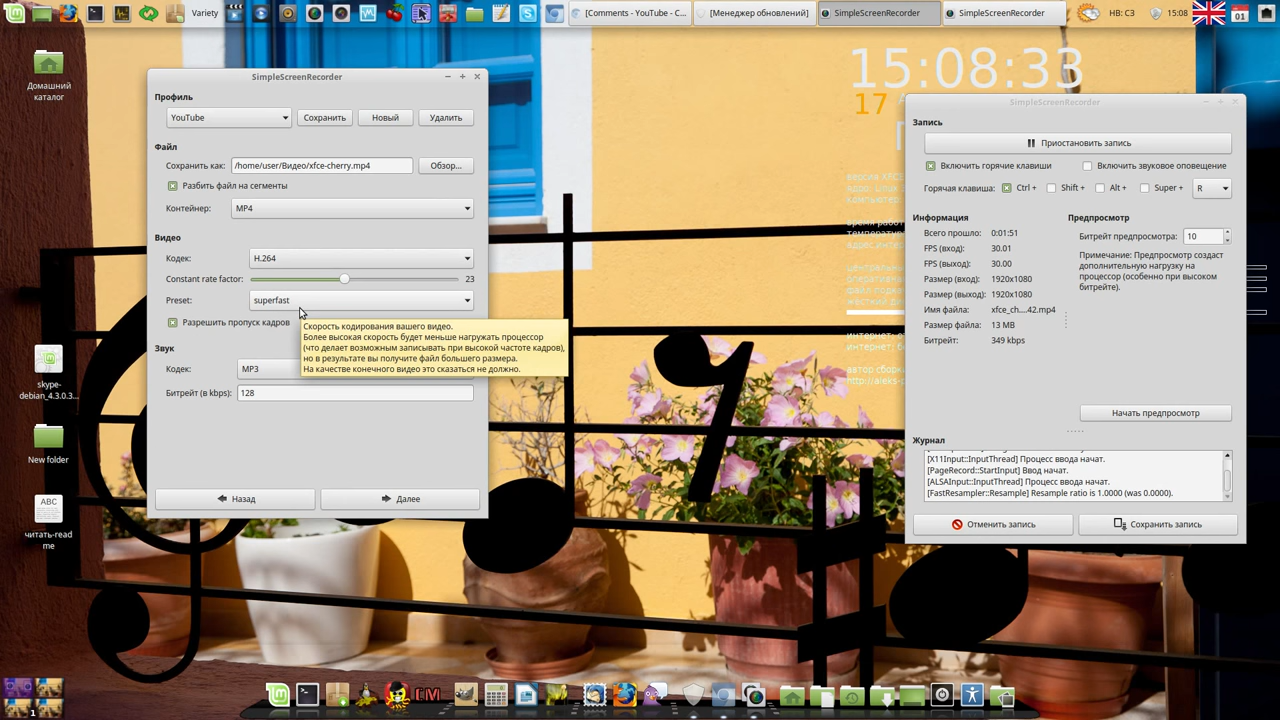 Variety
[Comments - YouTube - C...
[Менеджер обновлений]
SimpleScreenRecorder
SimpleScreenRecorder
НВ: СЗ
15:08
01
Домашний
каталог
skype-
debian_4.3.0.3...
New folder
ABC
читать-read
me
15:08:33
17
SimpleScreenRecorder
Профиль
YouTube
Сохранить
Новый
Удалить
Файл
Сохранить как:
/home/user/Видео/xfce-cherry.mp4
Обзор...
Разбить файл на сегменты
Контейнер:
MP4
Видео
Кодек:
H.264
Constant rate factor:
23
Preset:
superfast
Разрешить пропуск кадров
Скорость кодирования вашего видео.
Более высокая скорость будет меньше нагружать процессор
(что делает возможным записывать при высокой частоте кадров),
но в результате вы получите файл большего размера.
На качестве конечного видео это сказаться не должно.
Звук
Кодек:
MP3
Битрейт (в kbps):
128
Назад
Далее
SimpleScreenRecorder
Запись
Приостановить запись
Включить горячие клавиши
Включить звуковое оповещение
Горячая клавиша:
Ctrl +
Shift +
Alt +
Super +
R
Информация
Всего прошло: 0:01:51
FPS (вход): 30.01
FPS (выход): 30.00
Размер (вход): 1920x1080
Размер (выход): 1920x1080
Имя файла: xfce_ch....42.mp4
Размер файла: 13 MB
Битрейт: 349 kbps
Предпросмотр
Битрейт предпросмотра: 10
Примечание: Предпросмотр создаст
дополнительную нагрузку на
процессор (особенно при высоком
битрейте).
Начать предпросмотр
Журнал
[X11Input::InputThread] Процесс ввода начат.
[PageRecord::StartInput] Ввод начат.
[ALSAInput::InputThread] Процесс ввода начат.
[FastResampler::Resample] Resample ratio is 1.0000 (was 0.0000).
Отменить запись
Сохранить запись
1